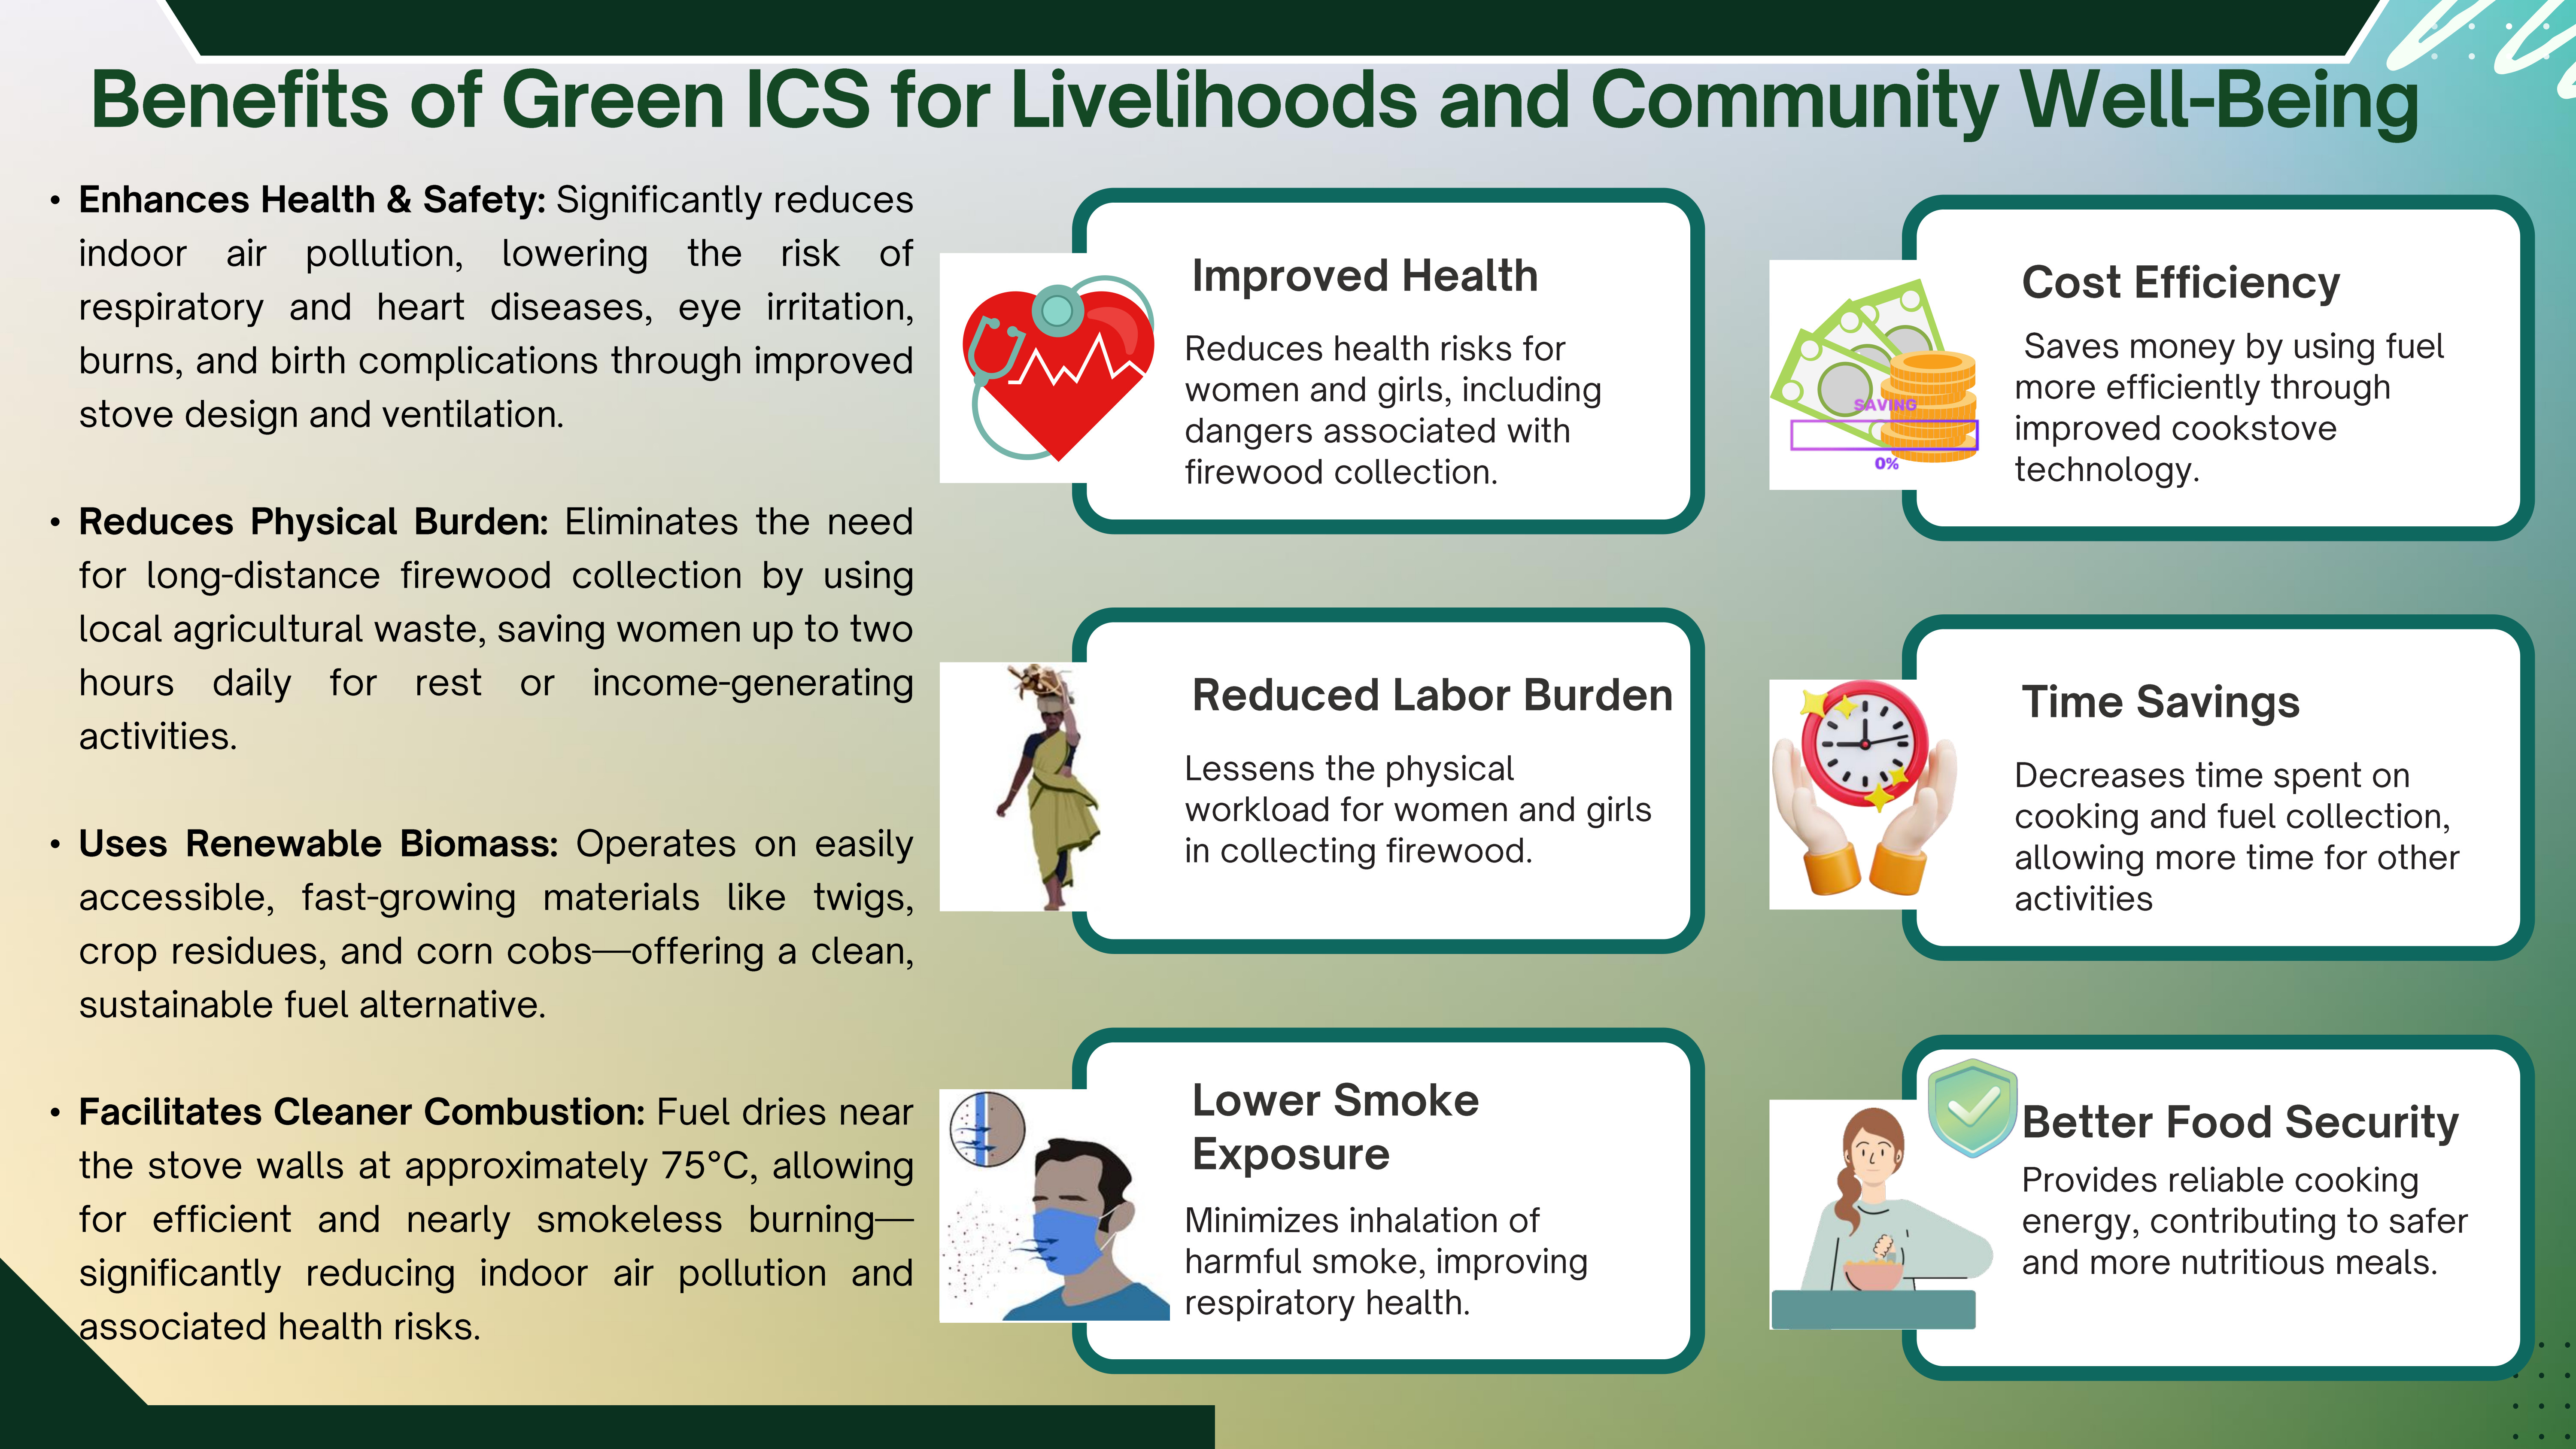 Benefits of Green ICS for Livelihoods and Community Well-Being
• Enhances Health & Safety: Significantly reduces
indoor air pollution, lowering the risk of
respiratory and heart diseases, eye irritation,
burns, and birth complications through improved
stove design and ventilation.
• Reduces Physical Burden: Eliminates the need
for long-distance firewood collection by using
local agricultural waste, saving women up to two
hours daily for rest or income-generating
activities.
• Uses Renewable Biomass: Operates on easily
accessible, fast-growing materials like twigs,
crop residues, and corn cobs—offering a clean,
sustainable fuel alternative.
• Facilitates Cleaner Combustion: Fuel dries near
the stove walls at approximately 75°C, allowing
for efficient and nearly smokeless burning—
significantly reducing indoor air pollution and
associated health risks.
Improved Health
Reduces health risks for
women and girls, including
dangers associated with
firewood collection.
Cost Efficiency
Saves money by using fuel
more efficiently through
improved cookstove
technology.
SAVING
0%
Reduced Labor Burden
Lessens the physical
workload for women and girls
in collecting firewood.
Time Savings
Decreases time spent on
cooking and fuel collection,
allowing more time for other
activities
Lower Smoke
Exposure
Minimizes inhalation of
harmful smoke, improving
respiratory health.
Better Food Security
Provides reliable cooking
energy, contributing to safer
and more nutritious meals.